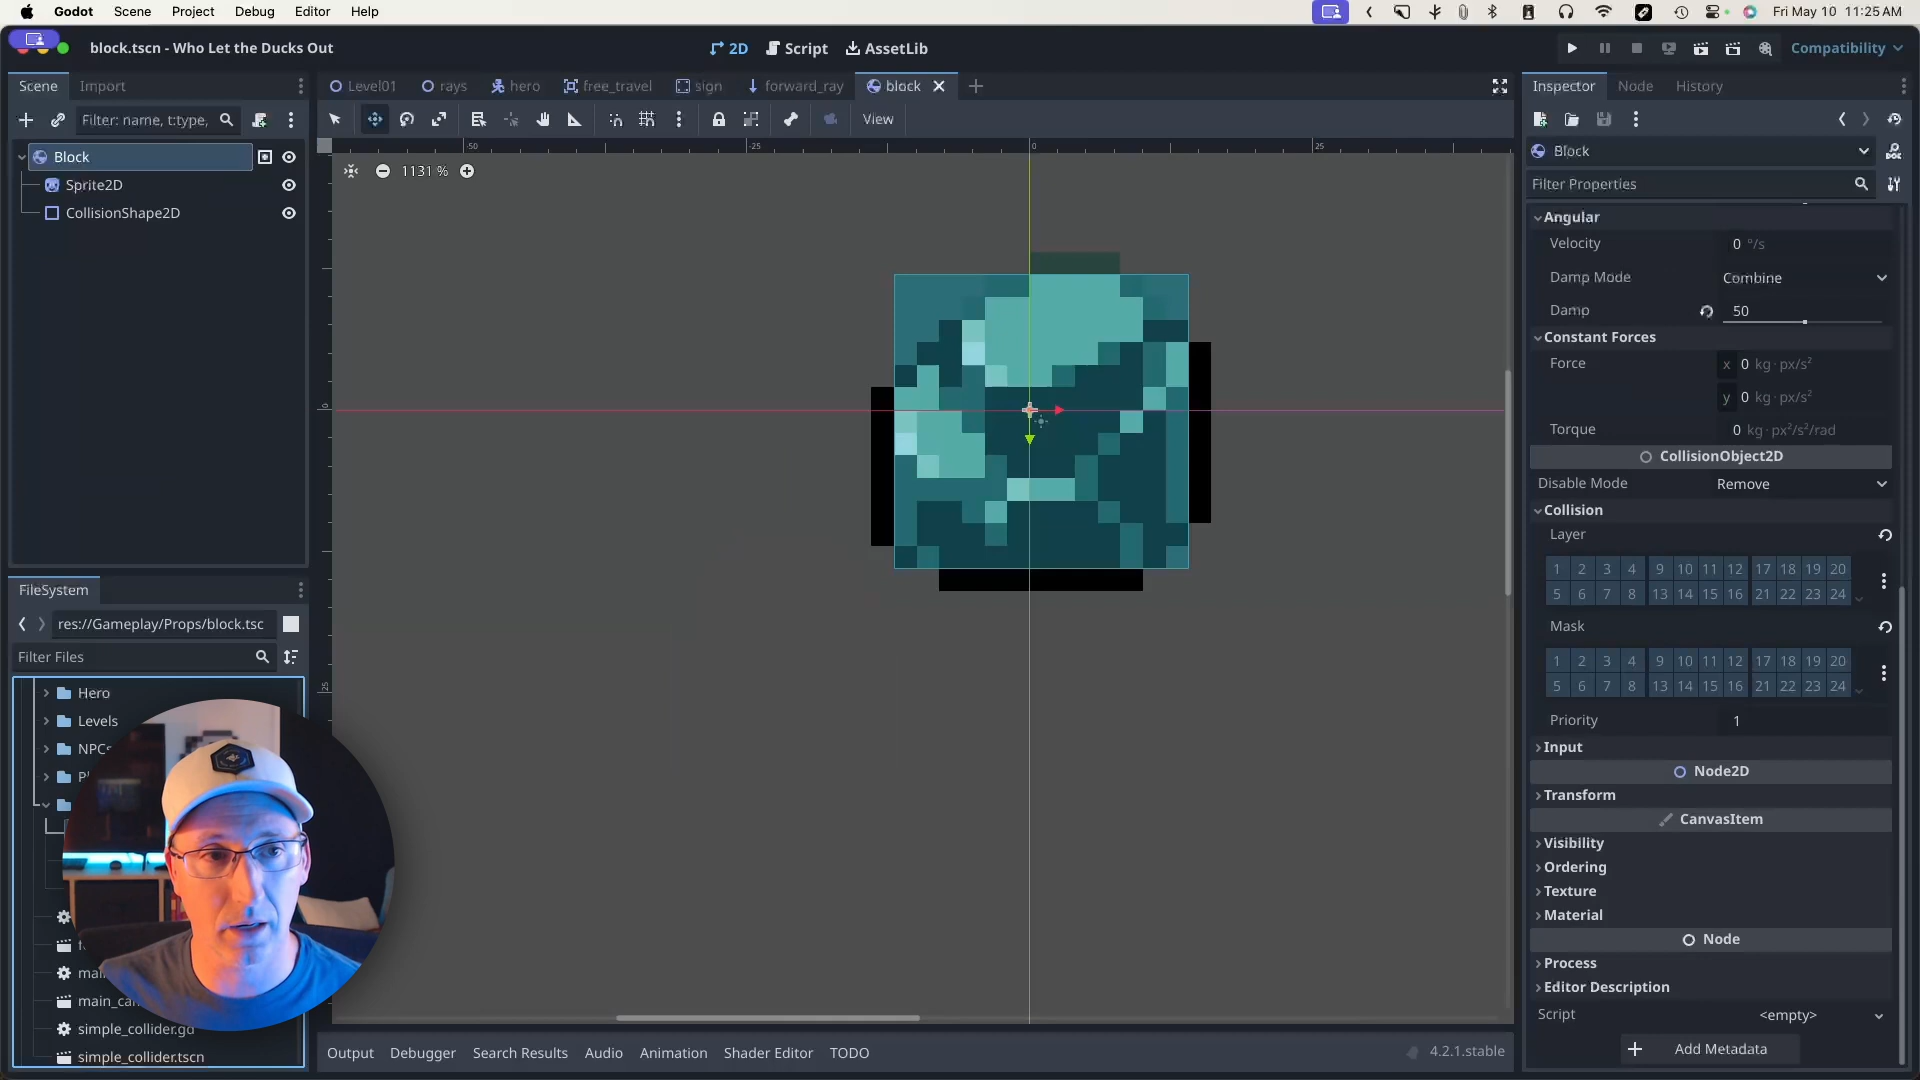 Godot Scene Project Debug Editor Help
Fri May 10 11:25 AM
block.tscn - Who Let the Ducks Out
2D Script AssetLib
Compatibility
Scene Import
Level01 rays hero free_travel sign forward_ray block
Inspector Node History
Filter: name, t:type,
View
Block
Sprite2D
CollisionShape2D
-50 -25 0 25
1131 %
0
25
Block
Filter Properties
Angular
Velocity 0 °/s
Damp Mode Combine
Damp 50
Constant Forces
Force x 0 kg·px/s²
y 0 kg·px/s²
Torque 0 kg·px²/s²/rad
CollisionObject2D
Disable Mode Remove
Collision
Layer
1 2 3 4 9 10 11 12 17 18 19 20
5 6 7 8 13 14 15 16 21 22 23 24
Mask
1 2 3 4 9 10 11 12 17 18 19 20
5 6 7 8 13 14 15 16 21 22 23 24
Priority 1
Input
Node2D
Transform
CanvasItem
Visibility
Ordering
Texture
Material
Node
Process
Editor Description
Script <empty>
Add Metadata
FileSystem
res://Gameplay/Props/block.tsc
Filter Files
Hero
Levels
simple_collider.gd
simple_collider.tscn
Output Debugger Search Results Audio Animation Shader Editor TODO
4.2.1.stable